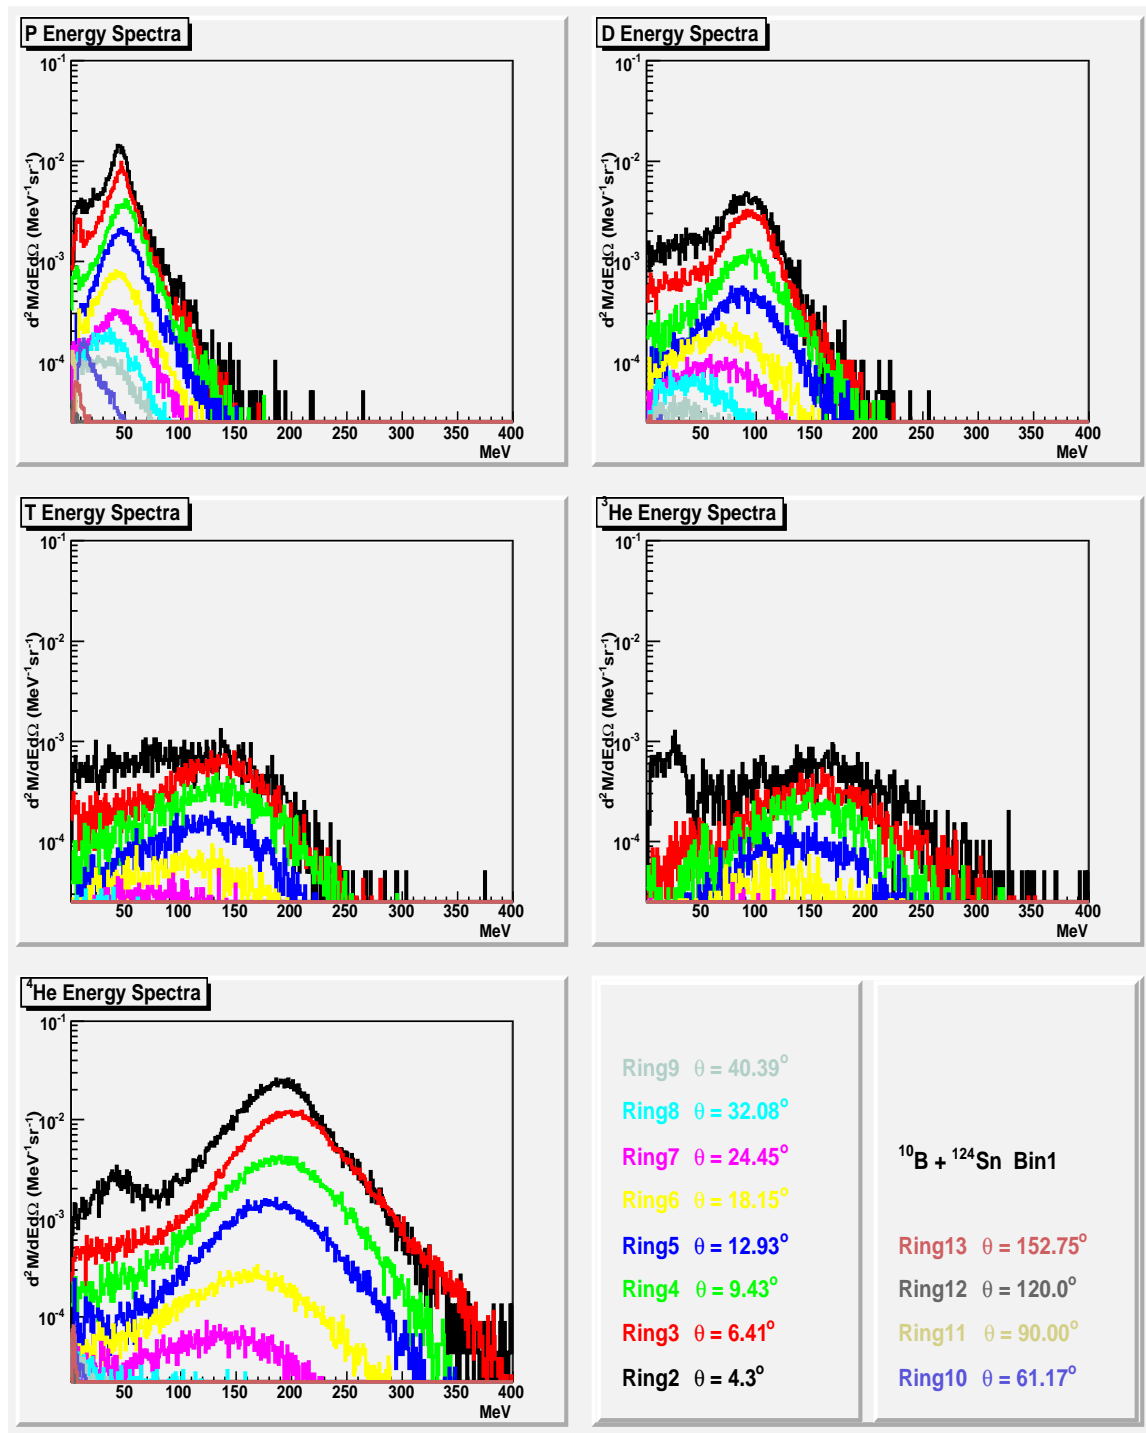 P Energy Spectra
d²M/dEdΩ (MeV⁻¹sr⁻¹)
10⁻¹
10⁻²
10⁻³
10⁻⁴
50 100 150 200 250 300 350 400
MeV
D Energy Spectra
d²M/dEdΩ (MeV⁻¹sr⁻¹)
10⁻¹
10⁻²
10⁻³
10⁻⁴
50 100 150 200 250 300 350 400
MeV
T Energy Spectra
d²M/dEdΩ (MeV⁻¹sr⁻¹)
10⁻¹
10⁻²
10⁻³
10⁻⁴
50 100 150 200 250 300 350 400
MeV
³He Energy Spectra
d²M/dEdΩ (MeV⁻¹sr⁻¹)
10⁻¹
10⁻²
10⁻³
10⁻⁴
50 100 150 200 250 300 350 400
MeV
⁴He Energy Spectra
d²M/dEdΩ (MeV⁻¹sr⁻¹)
10⁻¹
10⁻²
10⁻³
10⁻⁴
50 100 150 200 250 300 350 400
MeV
Ring9 θ = 40.39°
Ring8 θ = 32.08°
Ring7 θ = 24.45°
Ring6 θ = 18.15°
Ring5 θ = 12.93°
Ring4 θ = 9.43°
Ring3 θ = 6.41°
Ring2 θ = 4.3°
¹⁰B + ¹²⁴Sn Bin1
Ring13 θ = 152.75°
Ring12 θ = 120.0°
Ring11 θ = 90.00°
Ring10 θ = 61.17°